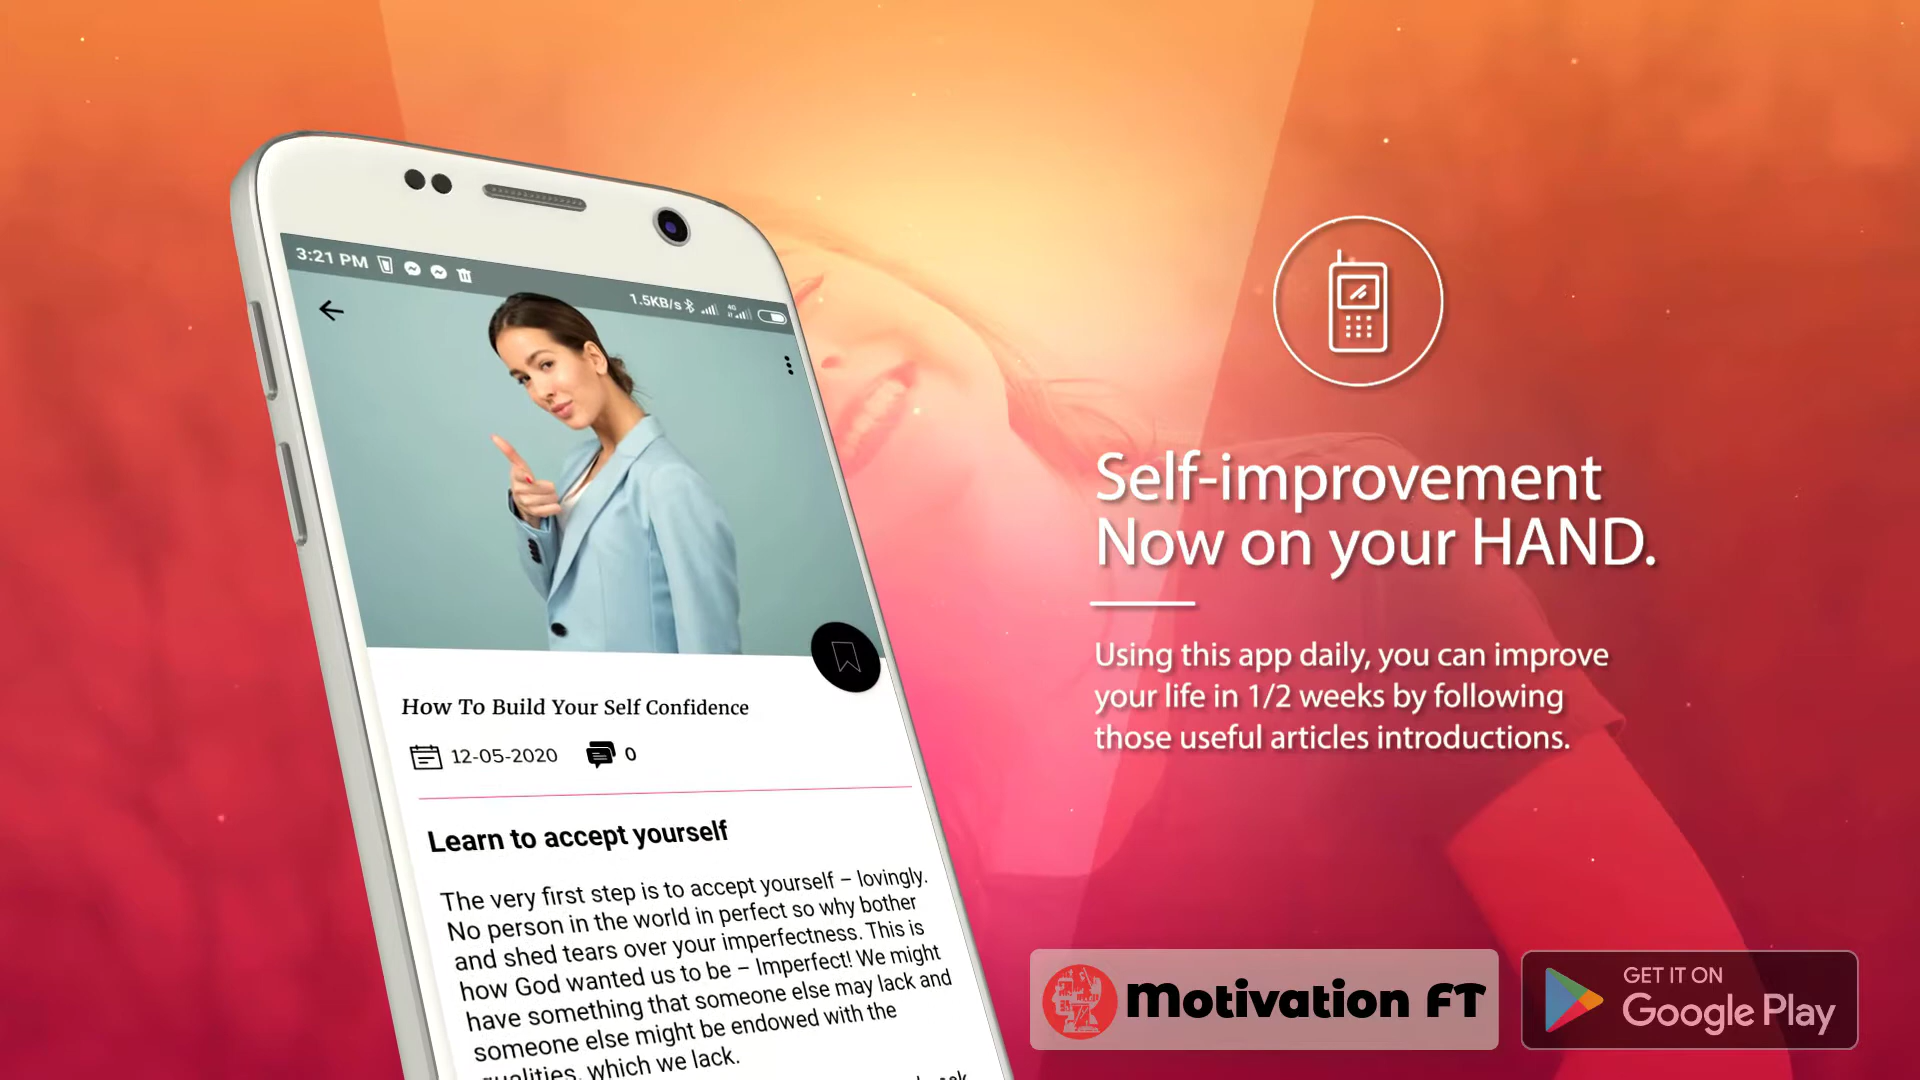 3:21 PM
1.5KB/s
4G
How To Build Your Self Confidence
12-05-2020
0
Learn to accept yourself
The very first step is to accept yourself – lovingly.
No person in the world in perfect so why bother
and shed tears over your imperfectness. This is
how God wanted us to be – Imperfect! We might
have something that someone else may lack and
someone else might be endowed with the
qualities, which we lack.
Self-improvement
Now on your HAND.
Using this app daily, you can improve
your life in 1/2 weeks by following
those useful articles introductions.
Motivation FT
GET IT ON
Google Play